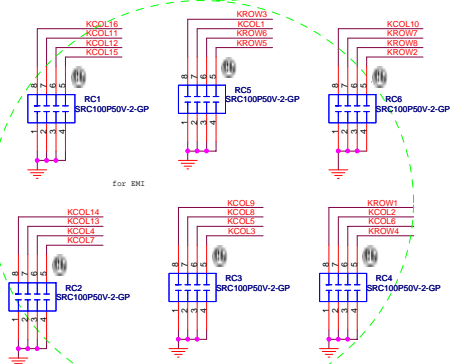 KCOL16
KCOL11
KCOL12
KCOL15
8 7 6 5
RC1
SRC100P50V-2-GP
1 2 3 4
KROW3
KCOL1
KROW6
KROW5
8 7 6 5
RC5
SRC100P50V-2-GP
1 2 3 4
KCOL10
KROW7
KROW8
KROW2
8 7 6 5
RC6
SRC100P50V-2-GP
1 2 3 4
for EMI
KCOL14
KCOL13
KCOL4
KCOL7
8 7 6 5
RC2
SRC100P50V-2-GP
1 2 3 4
KCOL9
KCOL8
KCOL5
KCOL3
8 7 6 5
RC3
SRC100P50V-2-GP
1 2 3 4
KROW1
KCOL2
KCOL6
KROW4
8 7 6 5
RC4
SRC100P50V-2-GP
1 2 3 4